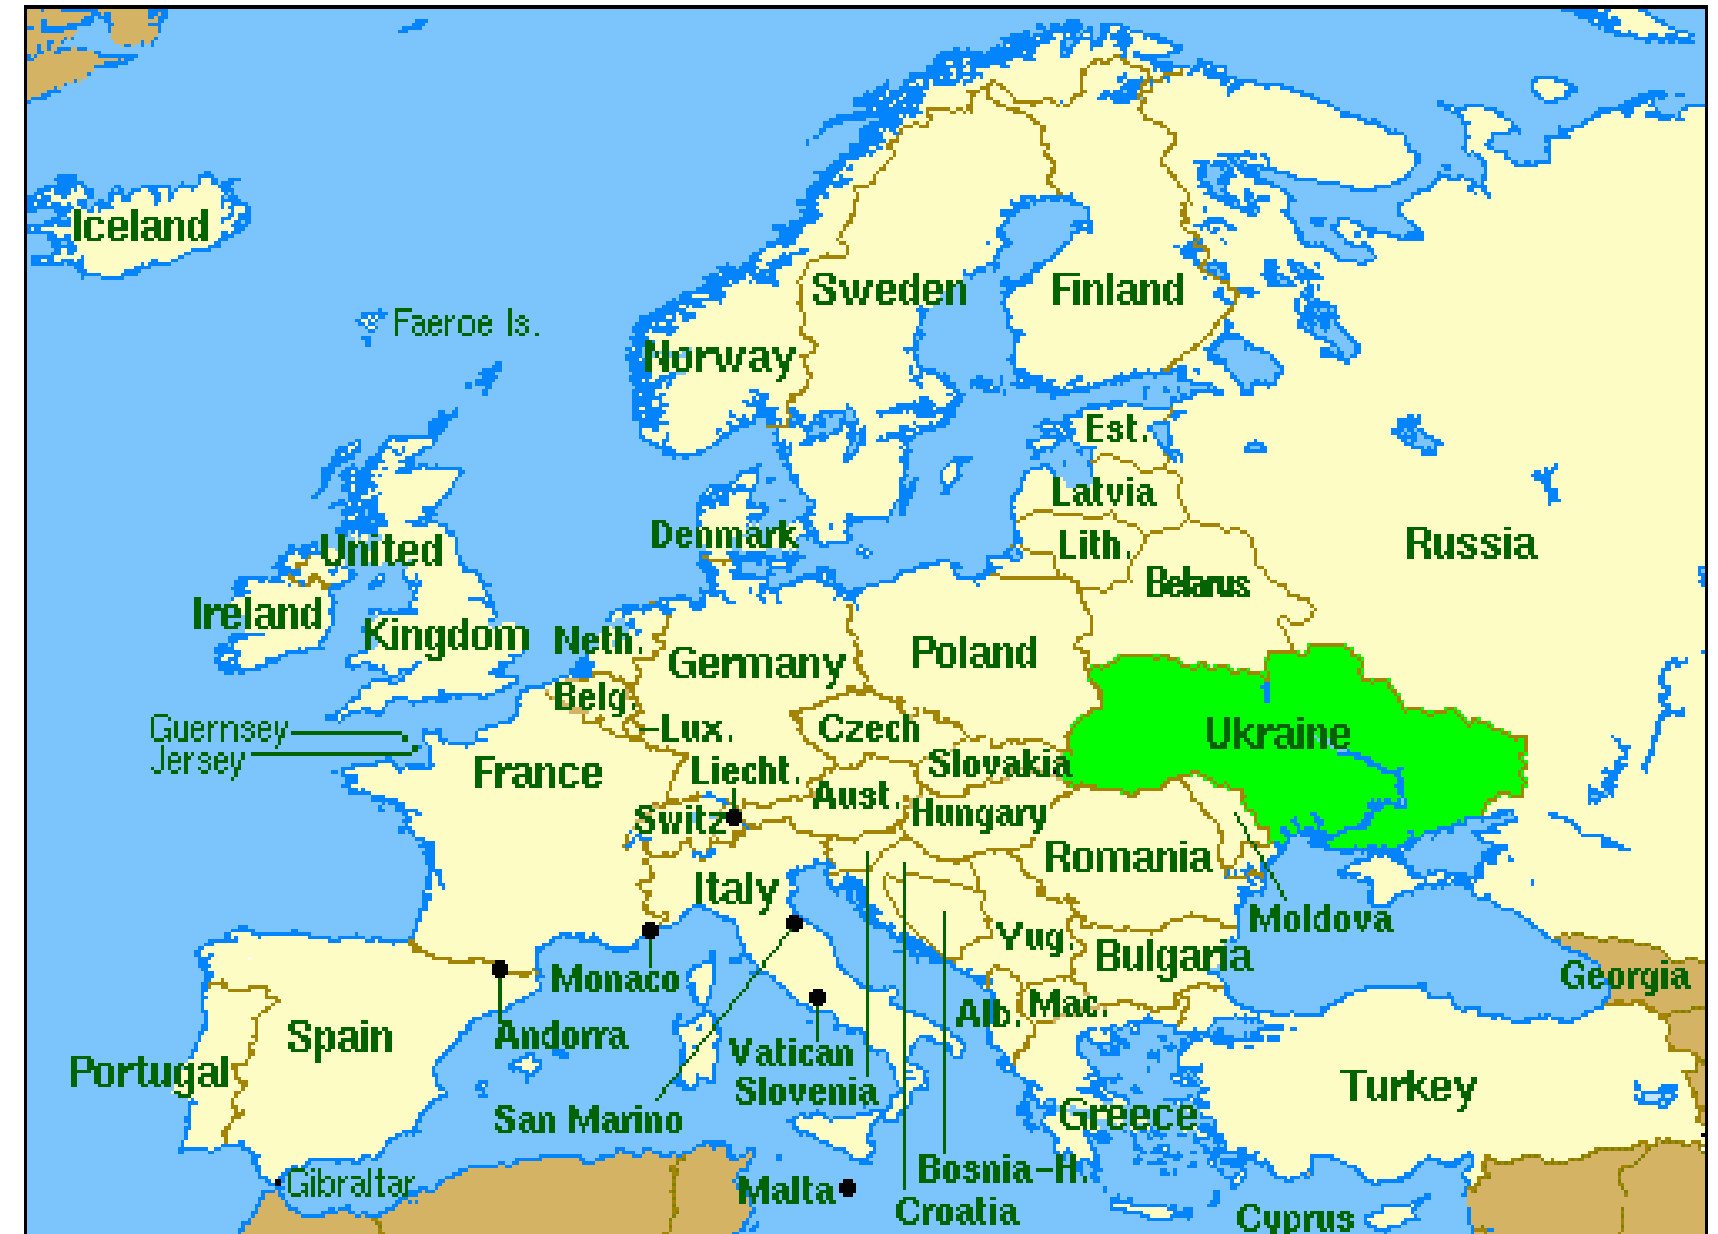 Iceland
Faeroe Is.
Sweden
Finland
Norway
Est.
Latvia
Denmark
Lith.
Russia
United
Kingdom
Belarus
Ireland
Neth.
Germany
Poland
Belg.
Guernsey
Jersey
Lux.
Czech
Ukraine
France
Liecht.
Slovakia
Aust.
Switz
Hungary
Romania
Italy
Moldova
Yug.
Bulgaria
Monaco
Georgia
Alb.
Mac.
Spain
Andorra
Portugal
Vatican
Slovenia
San Marino
Turkey
Greece
Gibraltar
Malta
Bosnia-H.
Croatia
Cyprus